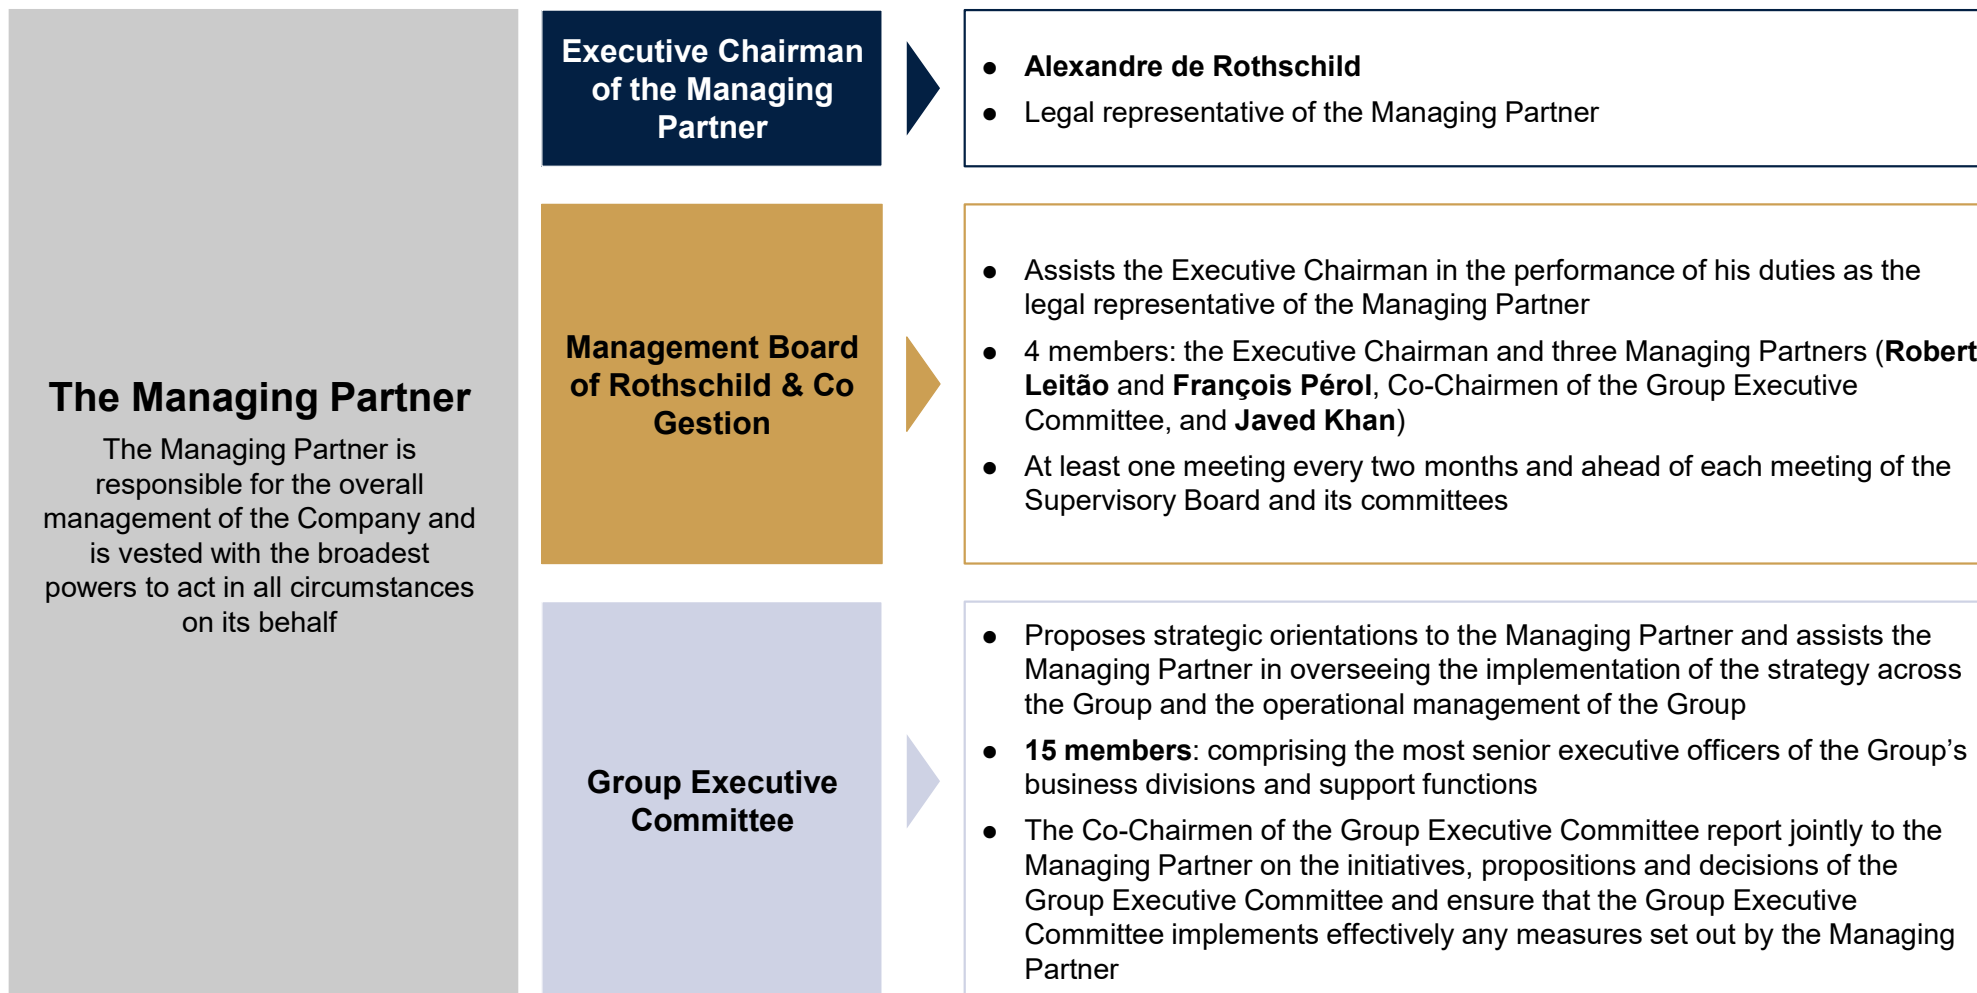 The Managing Partner
The Managing Partner is
responsible for the overall
management of the Company and
is vested with the broadest
powers to act in all circumstances
on its behalf
Executive Chairman
of the Managing
Partner
● Alexandre de Rothschild
● Legal representative of the Managing Partner
Management Board
of Rothschild & Co
Gestion
● Assists the Executive Chairman in the performance of his duties as the
legal representative of the Managing Partner
● 4 members: the Executive Chairman and three Managing Partners (Robert
Leitão and François Pérol, Co-Chairmen of the Group Executive
Committee, and Javed Khan)
● At least one meeting every two months and ahead of each meeting of the
Supervisory Board and its committees
Group Executive
Committee
● Proposes strategic orientations to the Managing Partner and assists the
Managing Partner in overseeing the implementation of the strategy across
the Group and the operational management of the Group
● 15 members: comprising the most senior executive officers of the Group’s
business divisions and support functions
● The Co-Chairmen of the Group Executive Committee report jointly to the
Managing Partner on the initiatives, propositions and decisions of the
Group Executive Committee and ensure that the Group Executive
Committee implements effectively any measures set out by the Managing
Partner